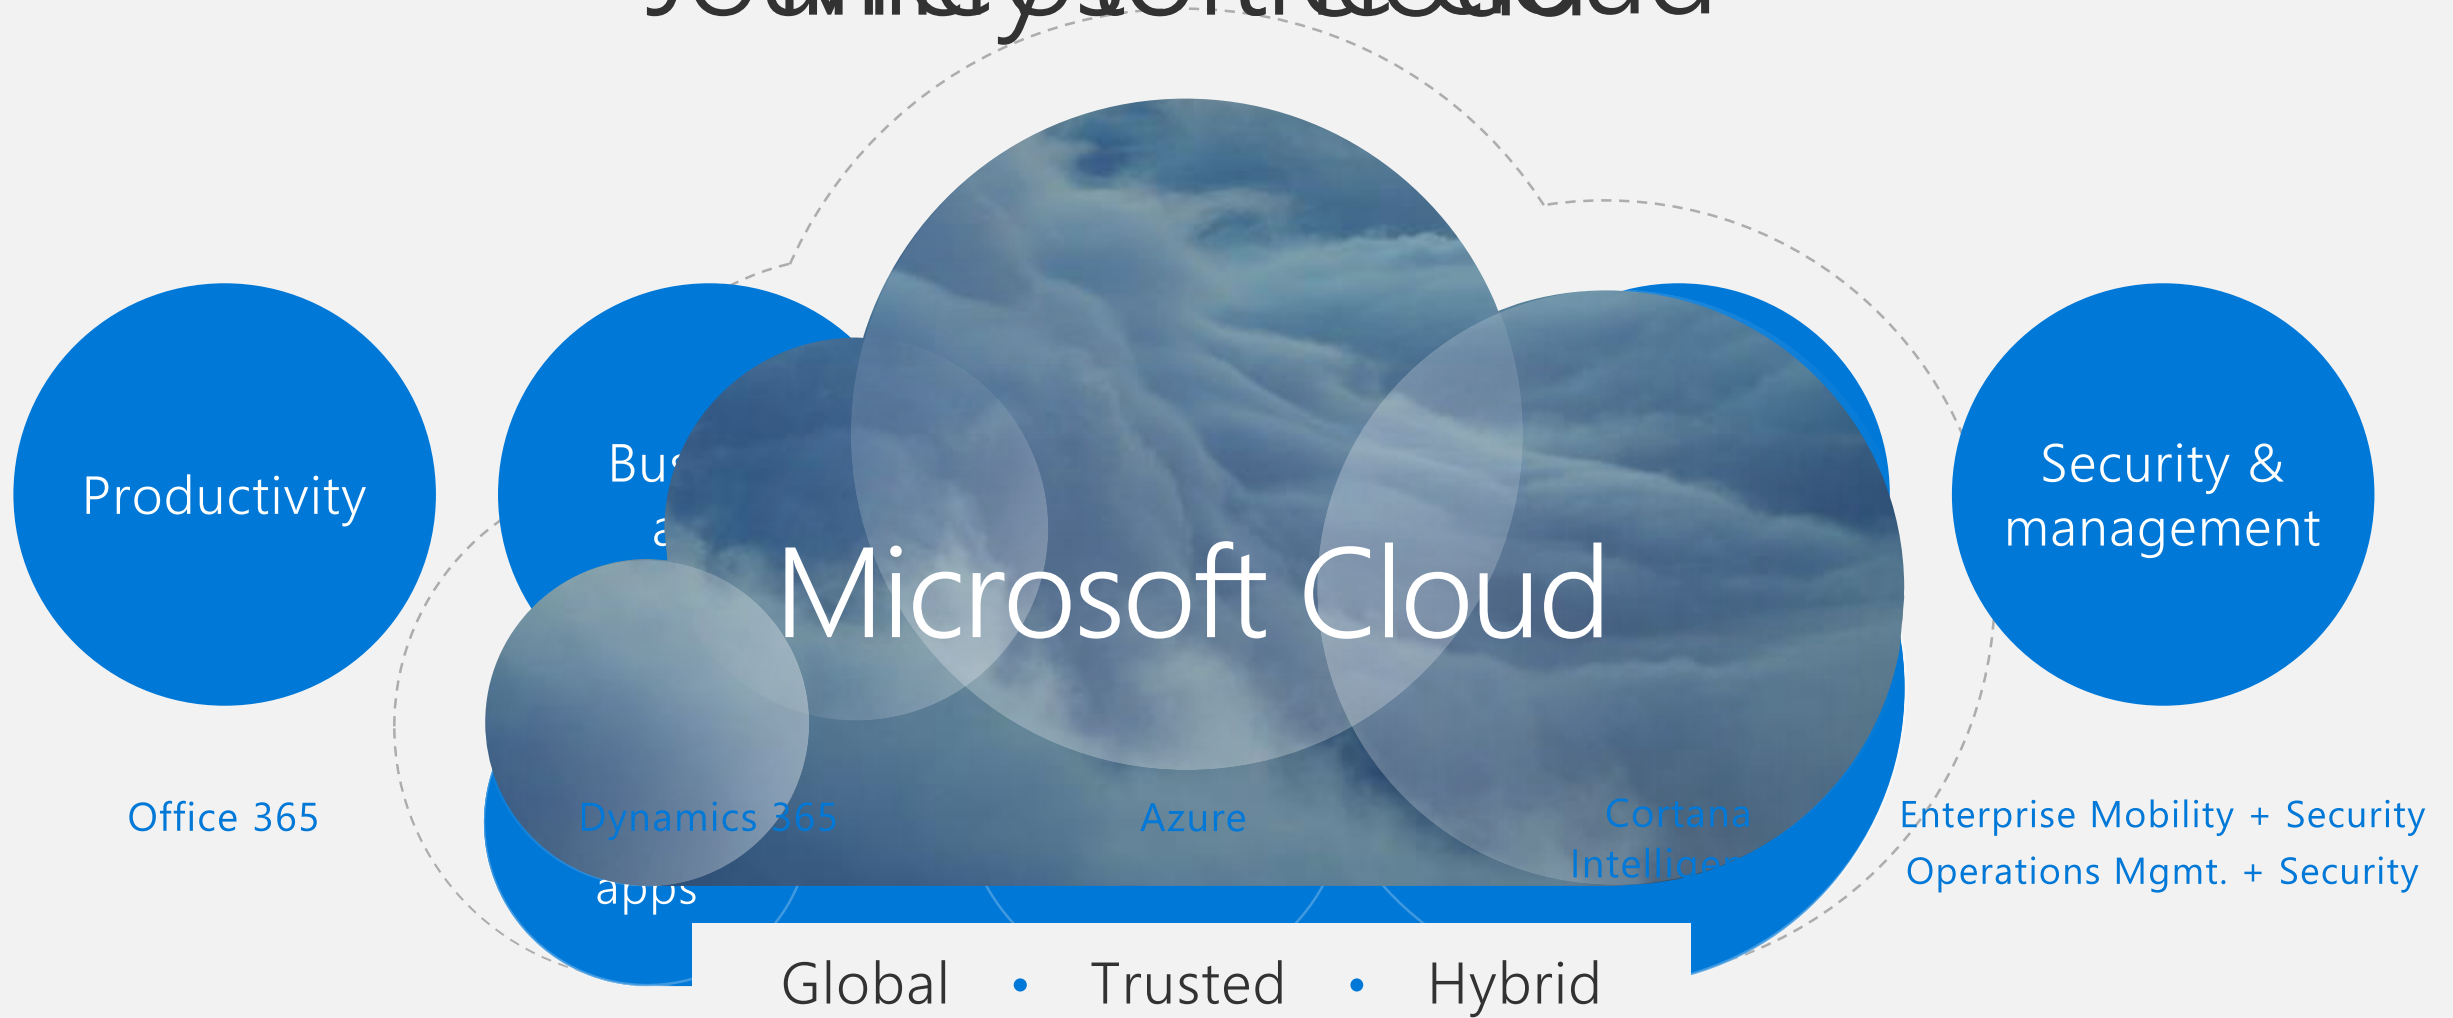 Productivity
Security &
management
Microsoft Cloud
Office 365
Dynamics 365
Azure
Cortana
Enterprise Mobility + Security
Operations Mgmt. + Security
apps
Global • Trusted • Hybrid